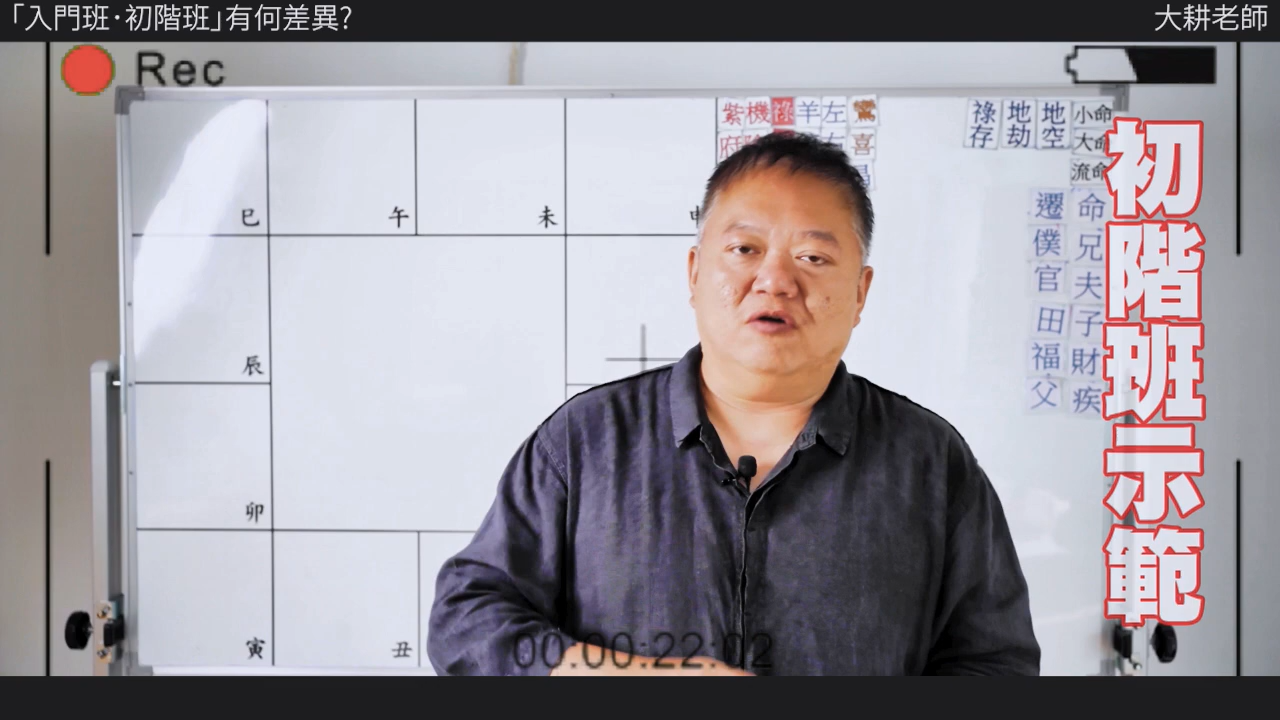 「入門班·初階班」有何差異?
大耕老師
Rec
紫機祿羊左鸞
府
喜
祿存
地劫
地空
小命
大命
流命
遷
僕
官
田
福
父
命
兄
夫
子
財
疾
初階班示範
巳
午
未
辰
卯
寅
丑
00:00:22:02